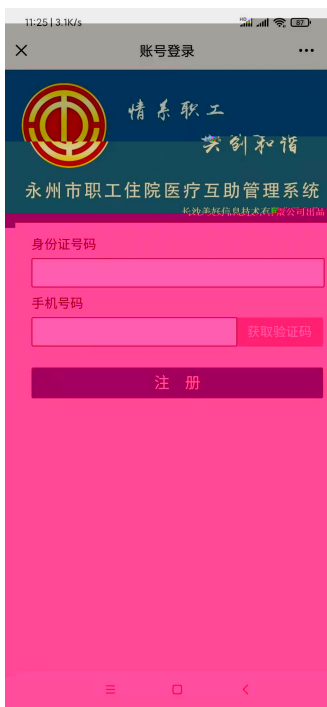 11:25 | 3.1K/s
87
账号登录
情系职工
共创和谐
永州市职工住院医疗互助管理系统
身份证号码
手机号码
获取验证码
注 册